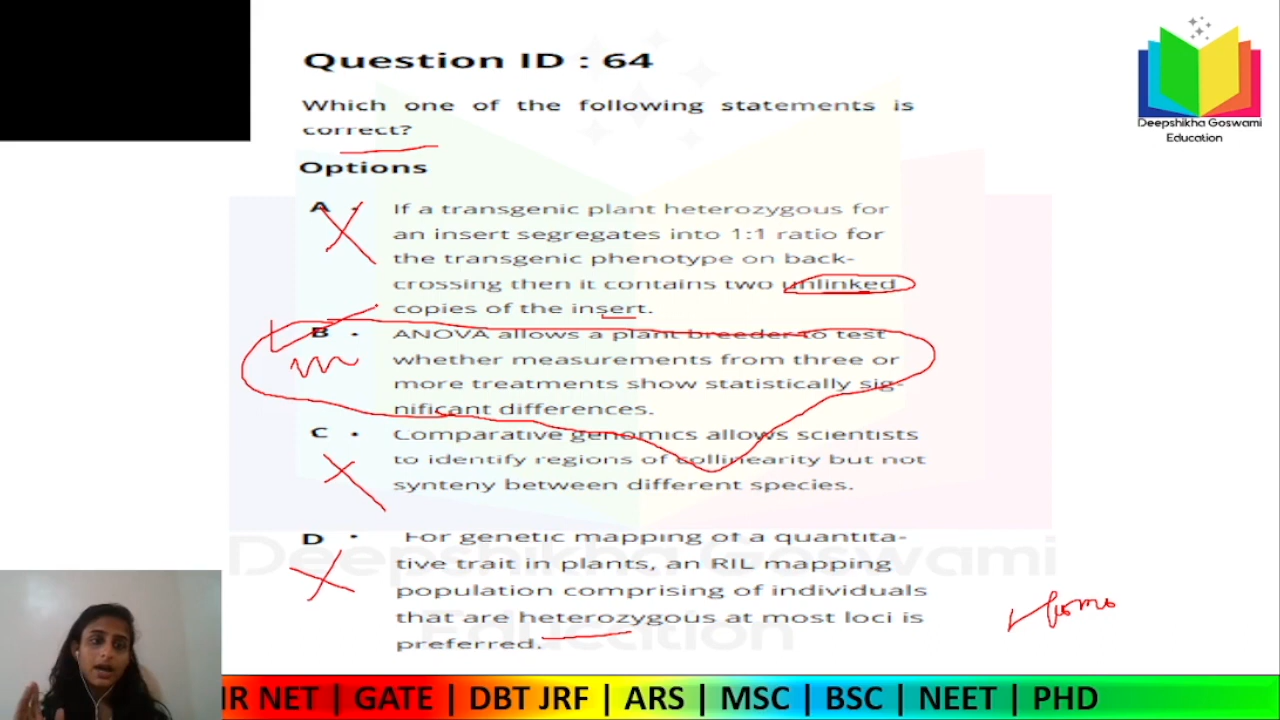 Question ID : 64
Which one of the following statements is
correct?
Options
A . If a transgenic plant heterozygous for
an insert segregates into 1:1 ratio for
the transgenic phenotype on back-
crossing then it contains two unlinked
copies of the insert.
B . ANOVA allows a plant breeder to test
whether measurements from three or
more treatments show statistically sig-
nificant differences.
C . Comparative genomics allows scientists
to identify regions of collinearity but not
synteny between different species.
D . For genetic mapping of a quantita-
tive trait in plants, an RIL mapping
population comprising of individuals
that are heterozygous at most loci is
preferred.
Homo
Deepshikha Goswami
Education
Deepshikha Goswami
Education
IR NET | GATE | DBT JRF | ARS | MSC | BSC | NEET | PHD